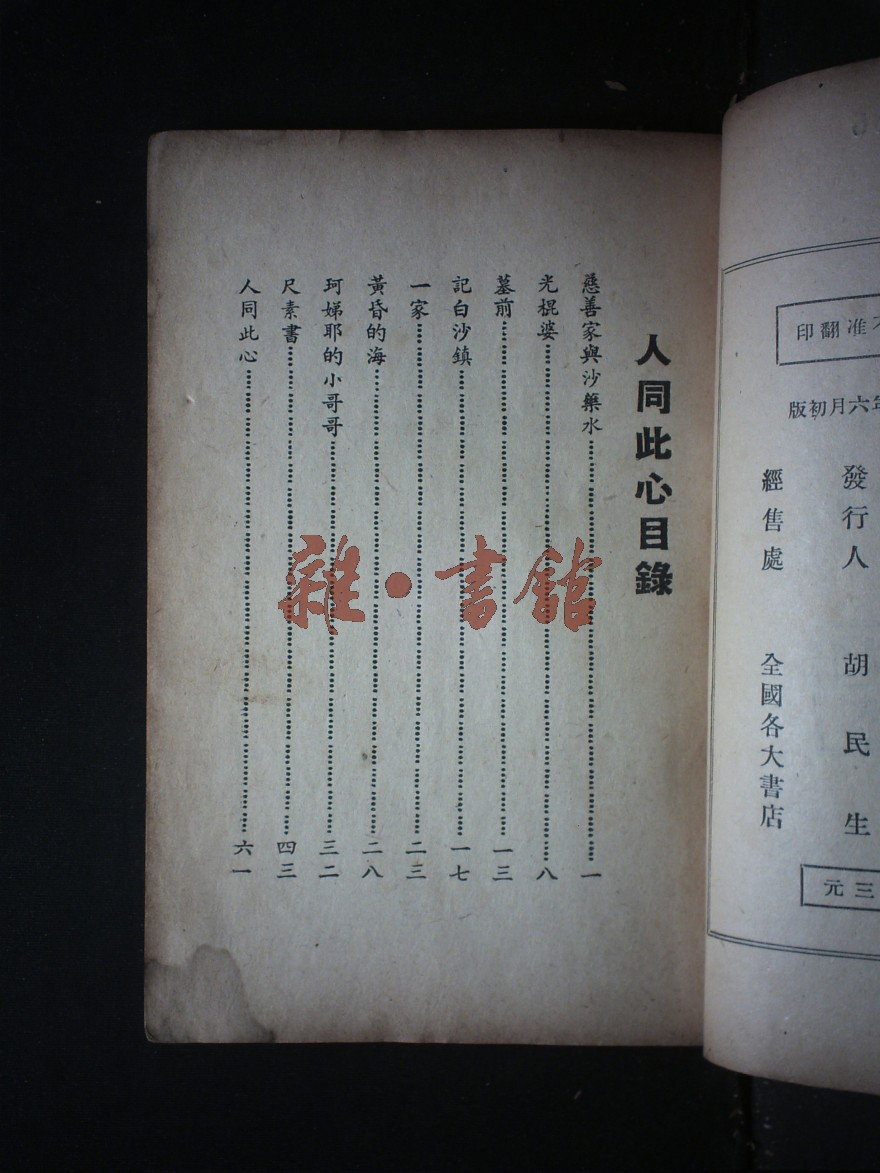 人同此心目錄
慈善家與沙藥水……一
光棍婆……八
墓前……一三
記白沙鎮……一七
一家……二三
黃昏的海……二八
珂娣耶的小哥哥……三二
尺素書……四三
人同此心……六一
雜·書館
准翻印
六月初版
發行人 胡民生
經售處 全國各大書店
三元